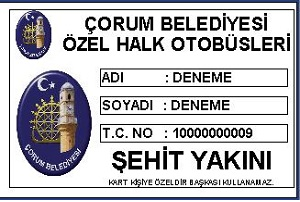 ÇORUM BELEDİYESİ
ÖZEL HALK OTOBÜSLERİ
ADI : DENEME
SOYADI : DENEME
T.C. NO : 10000000009
ÇORUM BELEDİYESİ
ŞEHİT YAKINI
KART KİŞİYE ÖZELDİR BAŞKASI KULLANAMAZ.